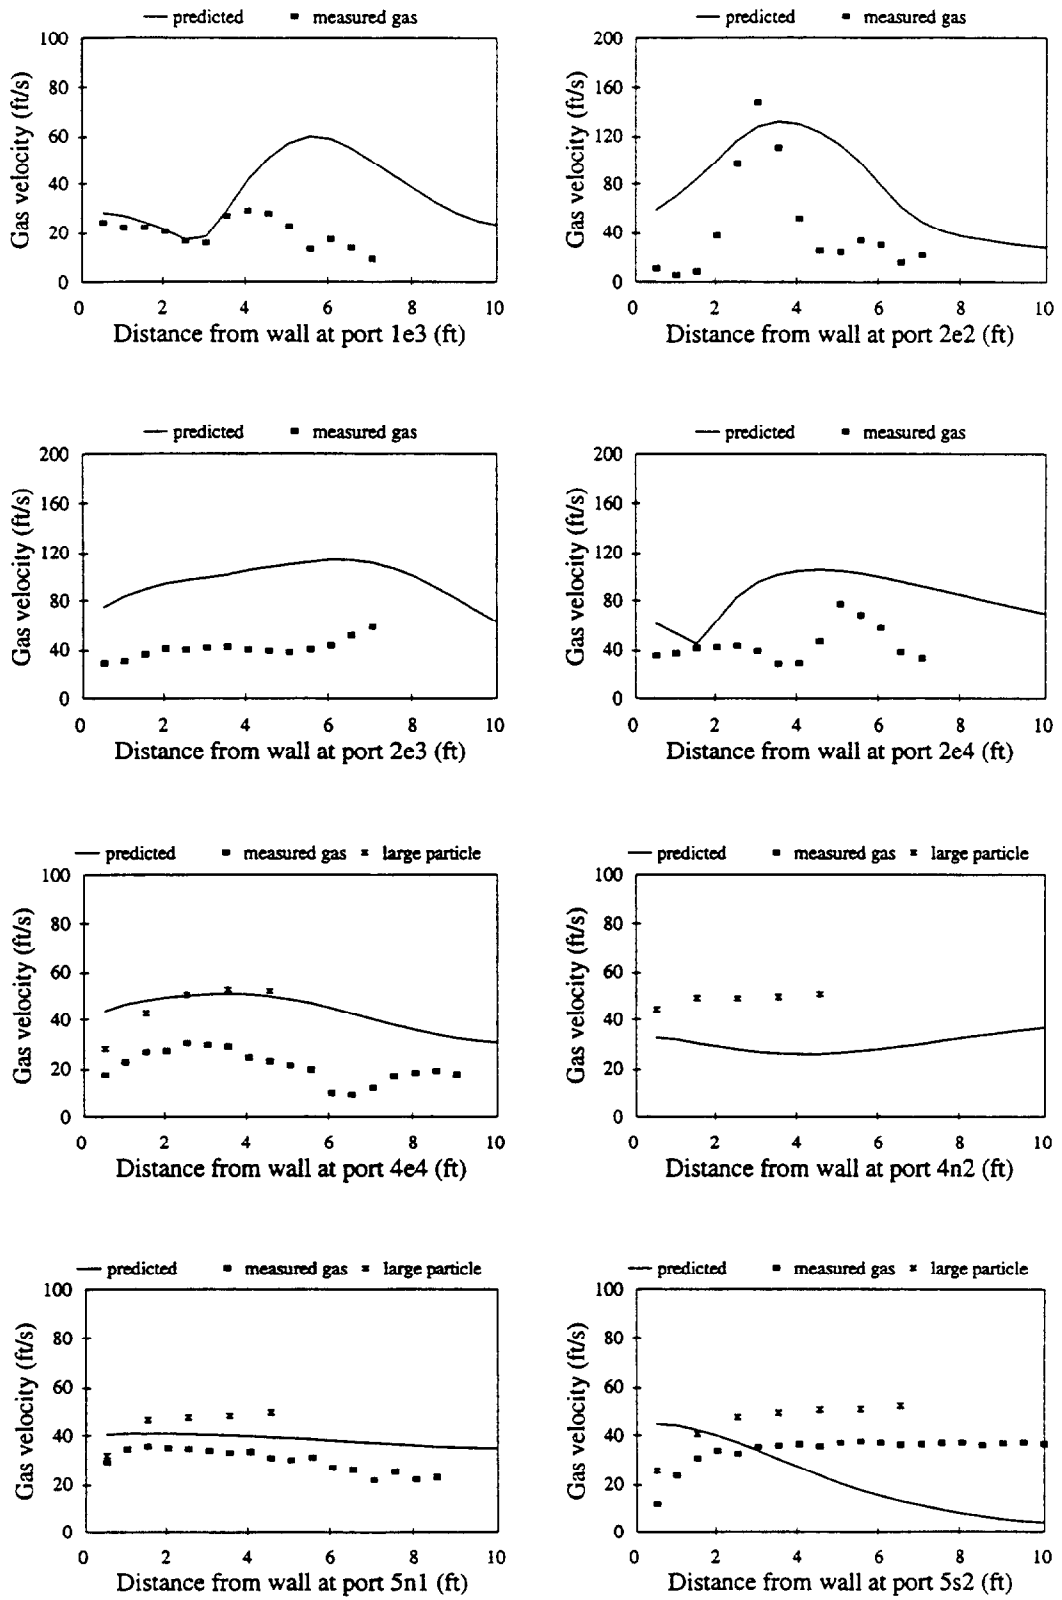 predicted measured gas
100
80
60
40
20
0
Gas velocity (ft/s)
0 2 4 6 8 10
Distance from wall at port 1e3 (ft)
predicted measured gas
200
160
120
80
40
0
Gas velocity (ft/s)
0 2 4 6 8 10
Distance from wall at port 2e2 (ft)
predicted measured gas
200
160
120
80
40
0
Gas velocity (ft/s)
0 2 4 6 8 10
Distance from wall at port 2e3 (ft)
predicted measured gas
200
160
120
80
40
0
Gas velocity (ft/s)
0 2 4 6 8 10
Distance from wall at port 2e4 (ft)
predicted measured gas large particle
100
80
60
40
20
0
Gas velocity (ft/s)
0 2 4 6 8 10
Distance from wall at port 4e4 (ft)
predicted measured gas large particle
100
80
60
40
20
0
Gas velocity (ft/s)
0 2 4 6 8 10
Distance from wall at port 4n2 (ft)
predicted measured gas large particle
100
80
60
40
20
0
Gas velocity (ft/s)
0 2 4 6 8 10
Distance from wall at port 5n1 (ft)
predicted measured gas large particle
100
80
60
40
20
0
Gas velocity (ft/s)
0 2 4 6 8 10
Distance from wall at port 5s2 (ft)